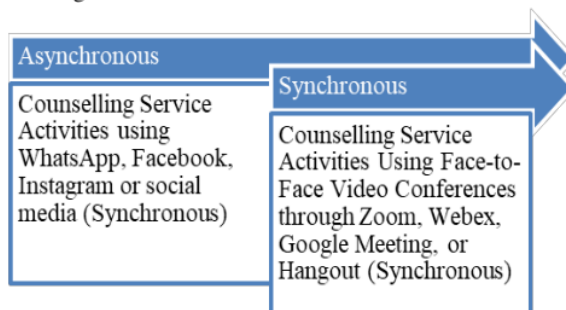 Asynchronous
Counselling Service
Activities using
WhatsApp, Facebook,
Instagram or social
media (Synchronous)
Synchronous
Counselling Service
Activities Using Face-to-
Face Video Conferences
through Zoom, Webex,
Google Meeting, or
Hangout (Synchronous)